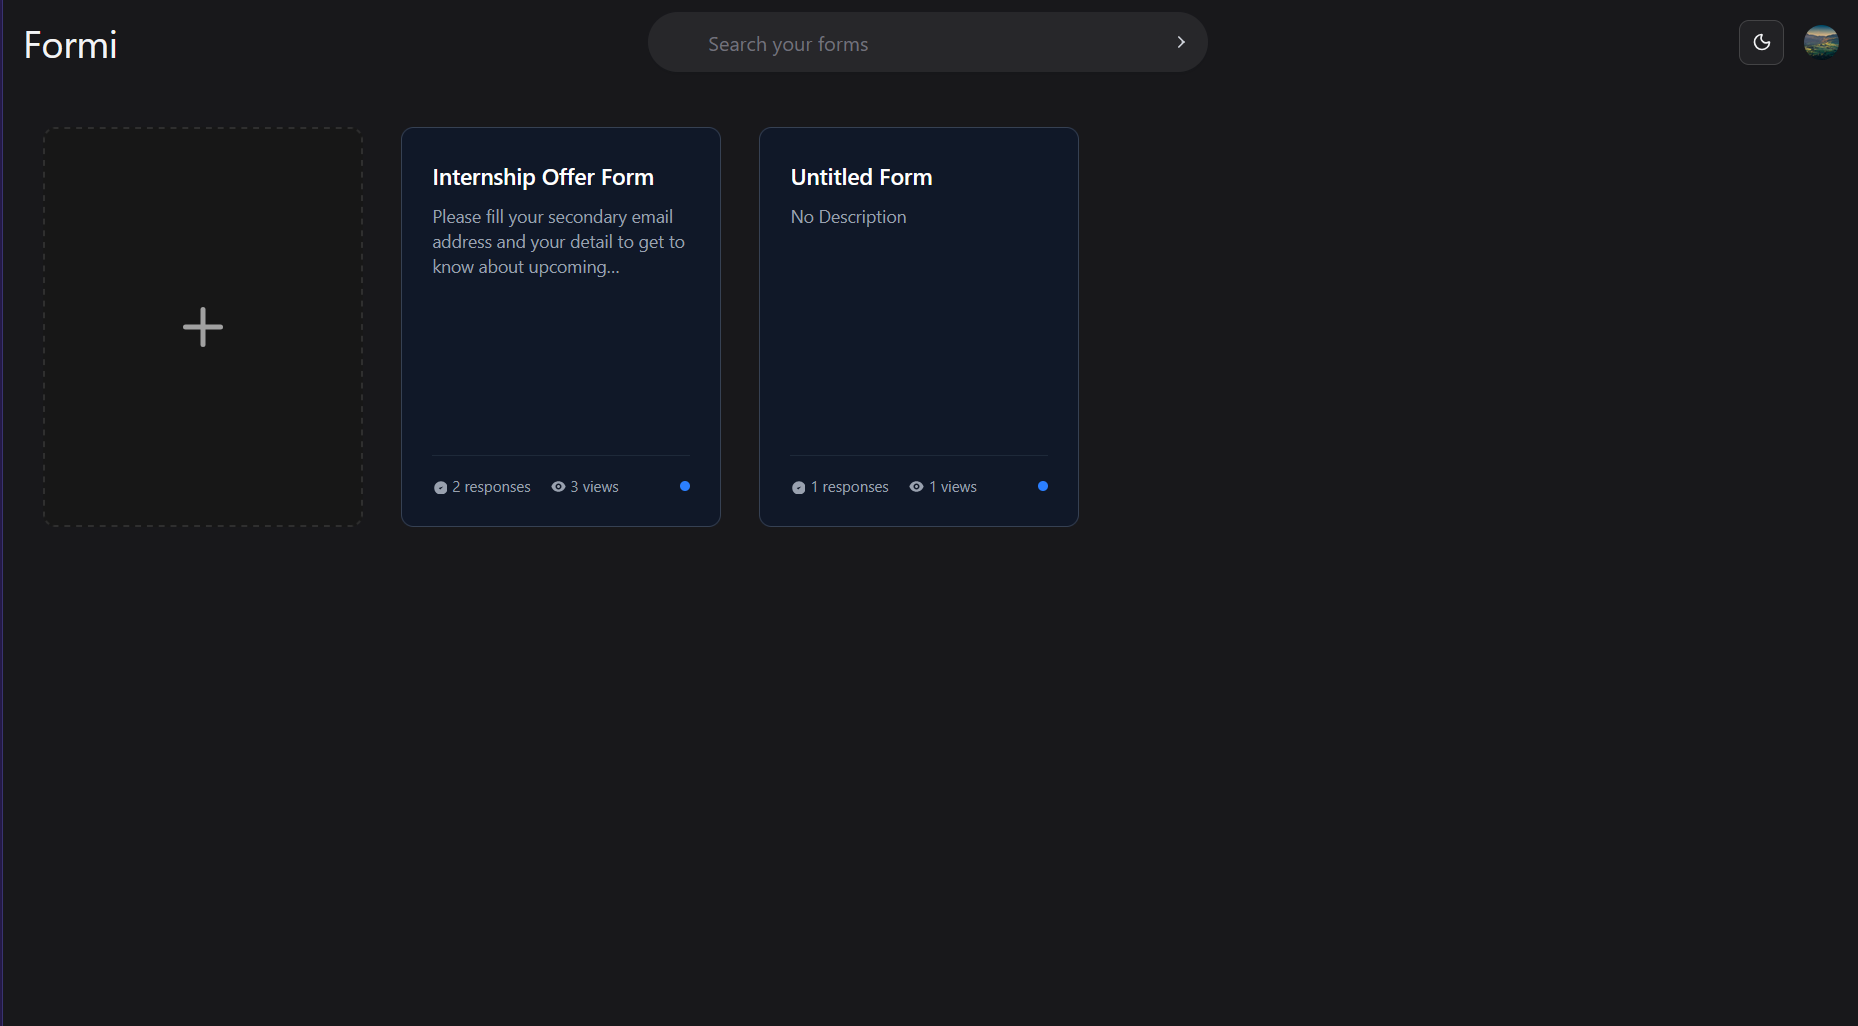 Formi
Search your forms
Internship Offer Form
Please fill your secondary email
address and your detail to get to
know about upcoming...
2 responses
3 views
Untitled Form
No Description
1 responses
1 views